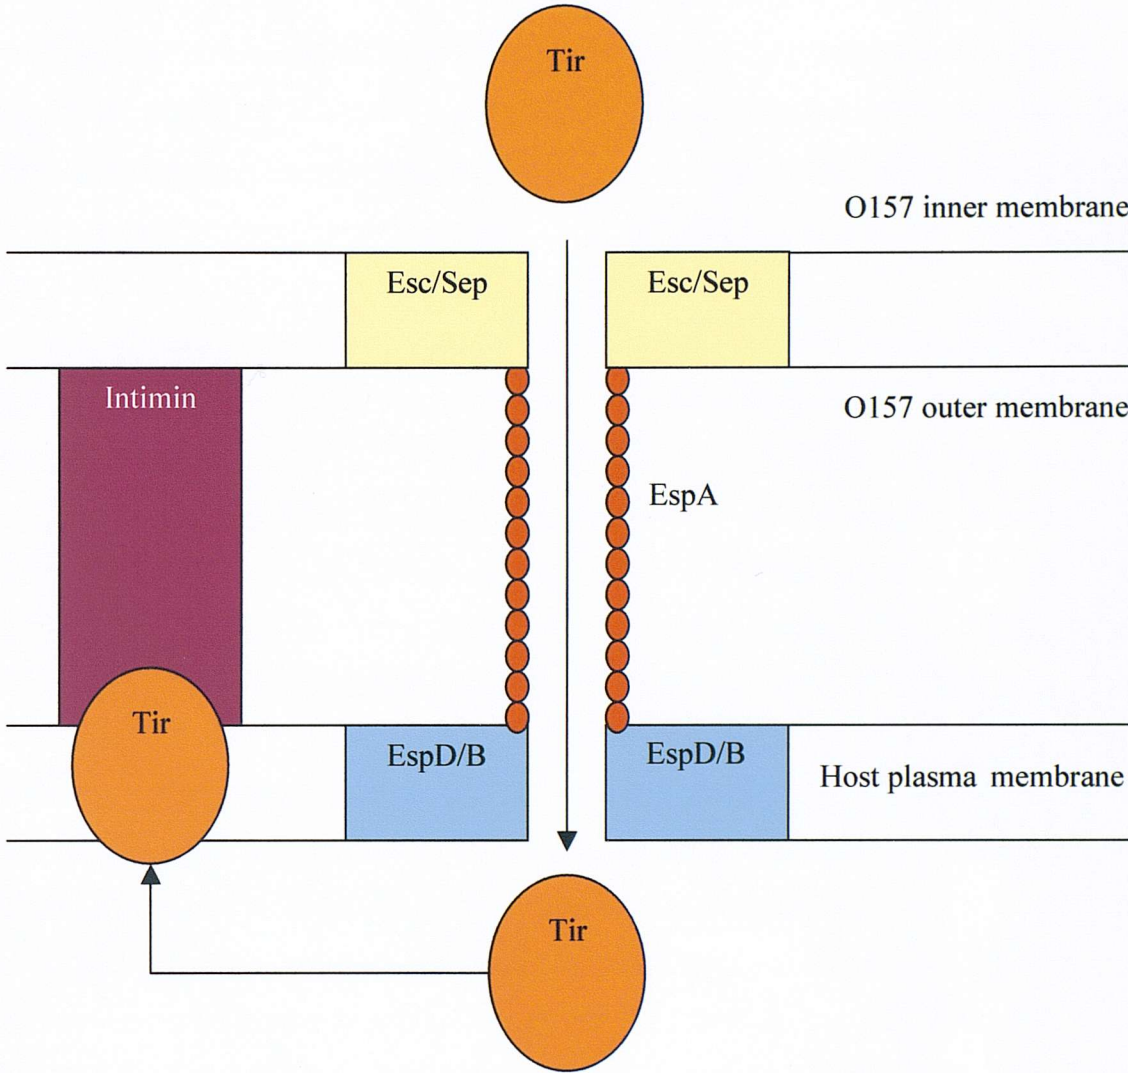 Tir
O157 inner membrane
Esc/Sep
Esc/Sep
Intimin
O157 outer membrane
EspA
Tir
EspD/B
EspD/B
Host plasma membrane
Tir